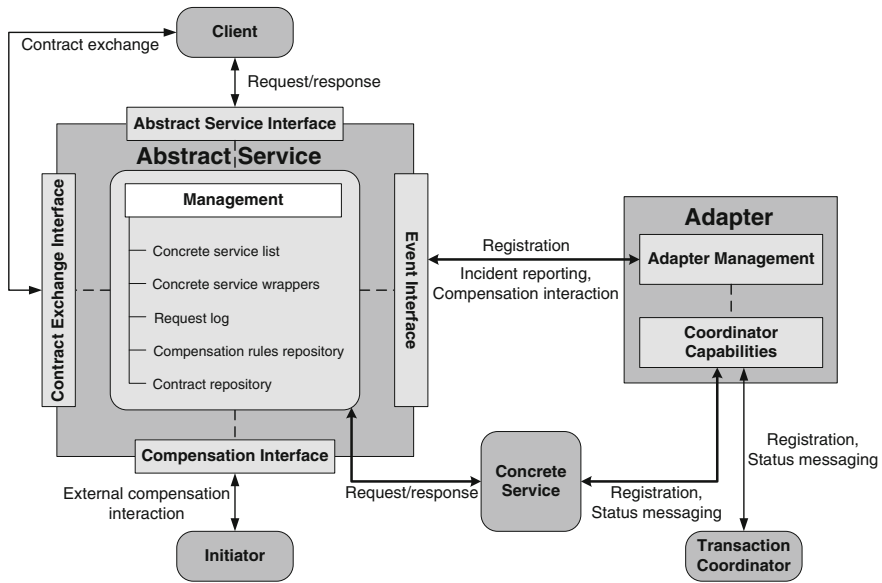 Client
Contract exchange
Request/response
Abstract Service Interface
Abstract Service
Contract Exchange Interface
Management
Concrete service list
Concrete service wrappers
Request log
Compensation rules repository
Contract repository
Event Interface
Registration
Incident reporting,
Compensation interaction
Adapter
Adapter Management
Coordinator
Capabilities
Compensation Interface
External compensation
interaction
Initiator
Request/response
Concrete
Service
Registration,
Status messaging
Registration,
Status messaging
Transaction
Coordinator